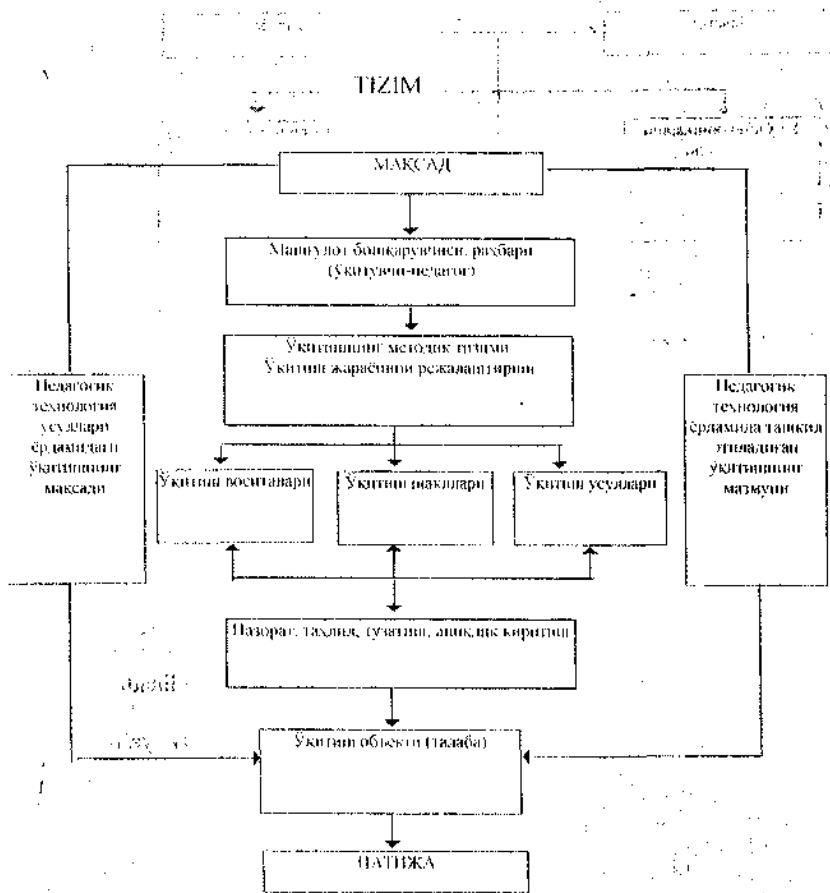 TIZIM
МАҚСАД
Машғулот бошқарувчиси, раҳбари
(ўқитувчи-педагог)
Ўқитишнинг методик тизими
Ўқитиш жараёнини режалаштириш
Педагогик
технология
усуллари
ёрдамидаги
ўқитишнинг
мақсади
Ўқитиш воситалари
Ўқитиш шакллари
Ўқитиш усуллари
Педагогик
технология
ёрдамида ташкил
этиладиган
ўқитишнинг
мазмуни
Назорат, таҳлил, тузатиш, аниқлик киритиш
Ўқитиш объекти (талаба)
НАТИЖА